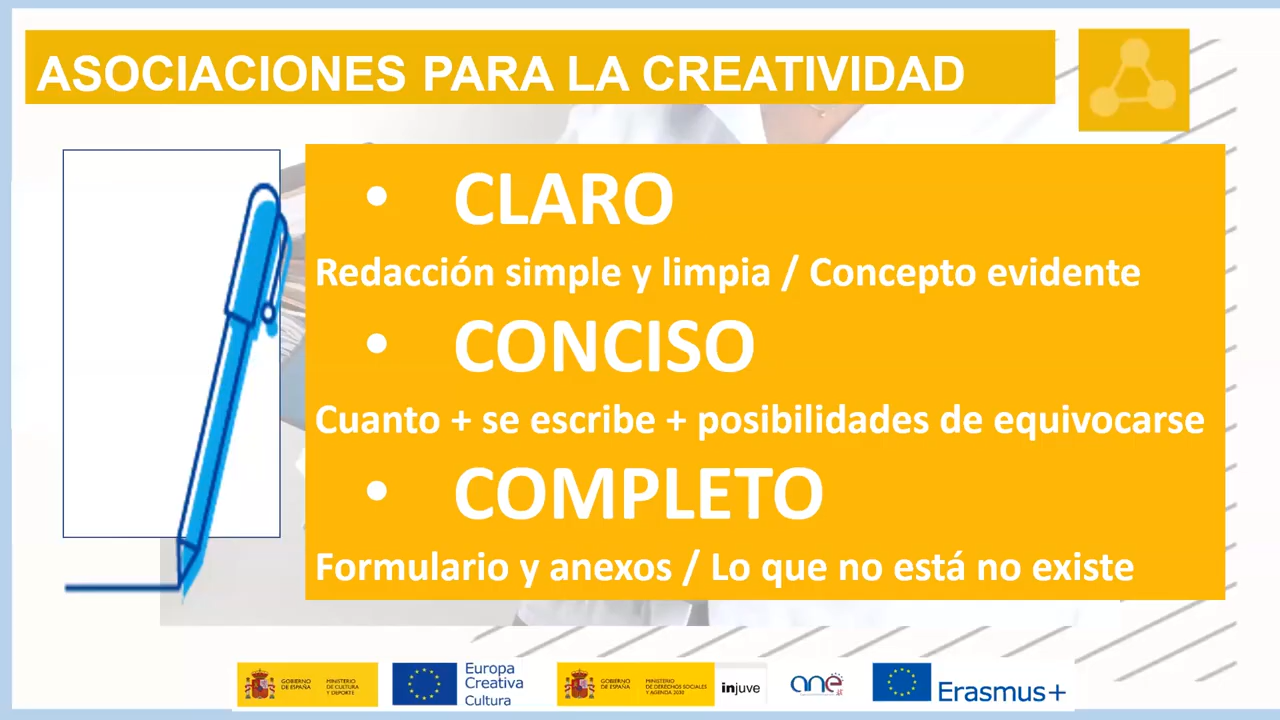 ASOCIACIONES PARA LA CREATIVIDAD
• CLARO
Redacción simple y limpia / Concepto evidente
• CONCISO
Cuanto + se escribe + posibilidades de equivocarse
• COMPLETO
Formulario y anexos / Lo que no está no existe
GOBIERNO DE ESPAÑA
MINISTERIO DE CULTURA Y DEPORTE
Europa
Creativa
Cultura
GOBIERNO DE ESPAÑA
MINISTERIO DE DERECHOS SOCIALES Y AGENDA 2030
injuve
ane
Erasmus+